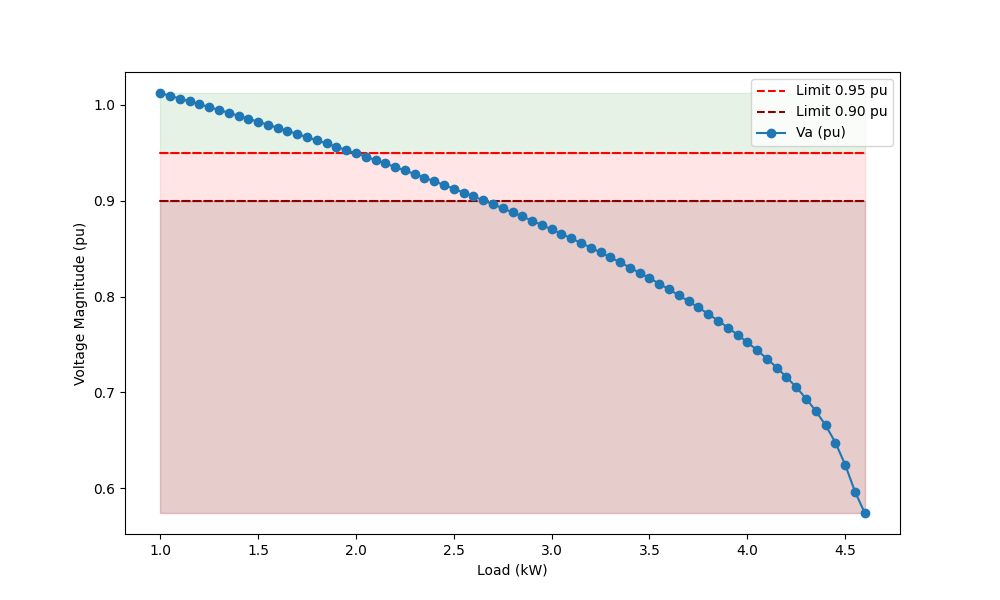 Limit 0.95 pu
Limit 0.90 pu
Va (pu)
Voltage Magnitude (pu)
1.0
0.9
0.8
0.7
0.6
1.0 1.5 2.0 2.5 3.0 3.5 4.0 4.5
Load (kW)